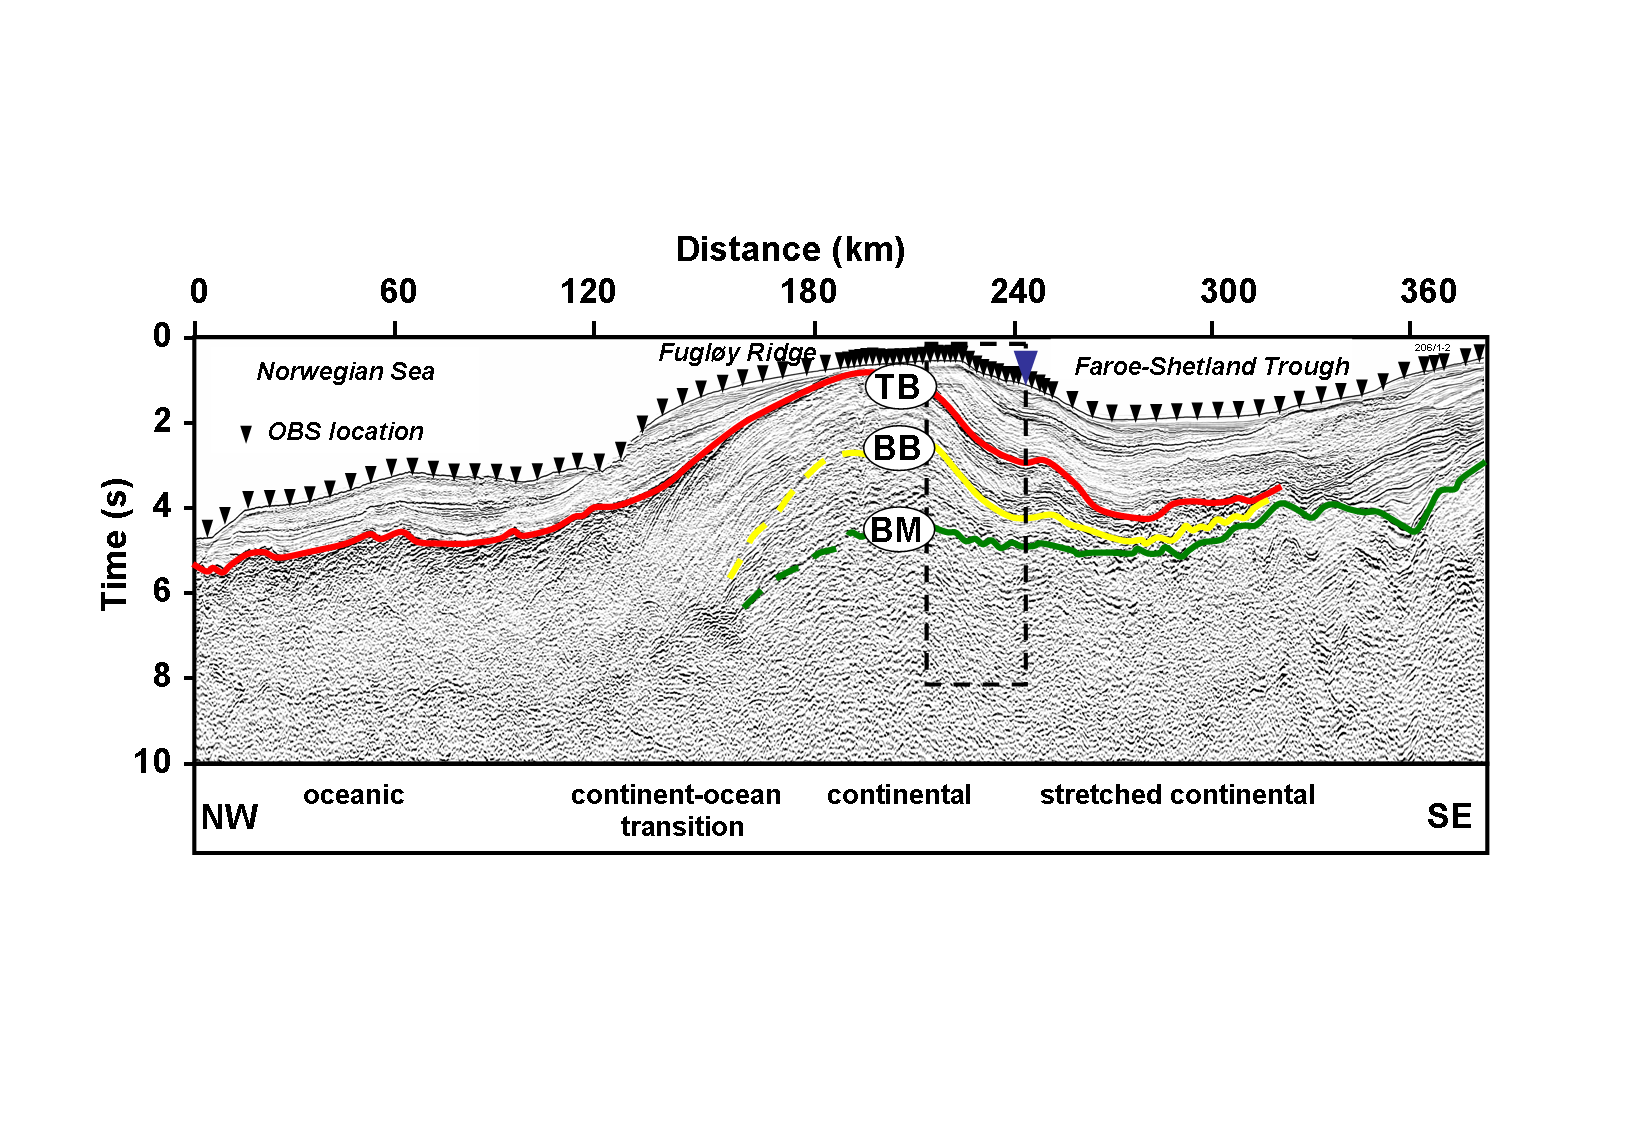 Distance (km)
0 60 120 180 240 300 360
0
2
4
6
8
10
Time (s)
Norwegian Sea
OBS location
Fugløy Ridge
Faroe-Shetland Trough
206/1-2
TB
BB
BM
oceanic
continent-ocean
transition
continental
stretched continental
NW
SE